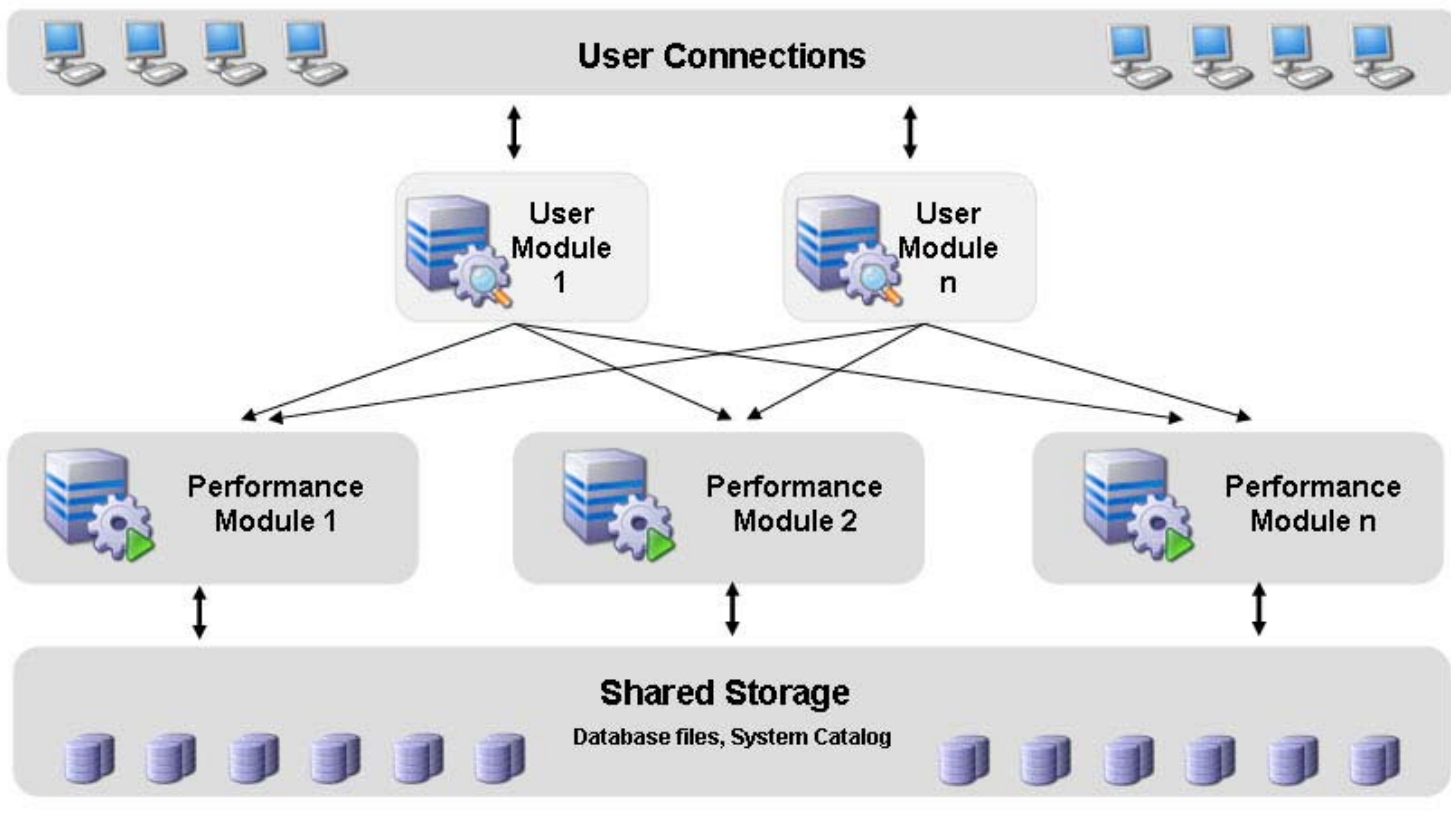 User Connections
User
Module
1
User
Module
n
Performance
Module 1
Performance
Module 2
Performance
Module n
Shared Storage
Database files, System Catalog